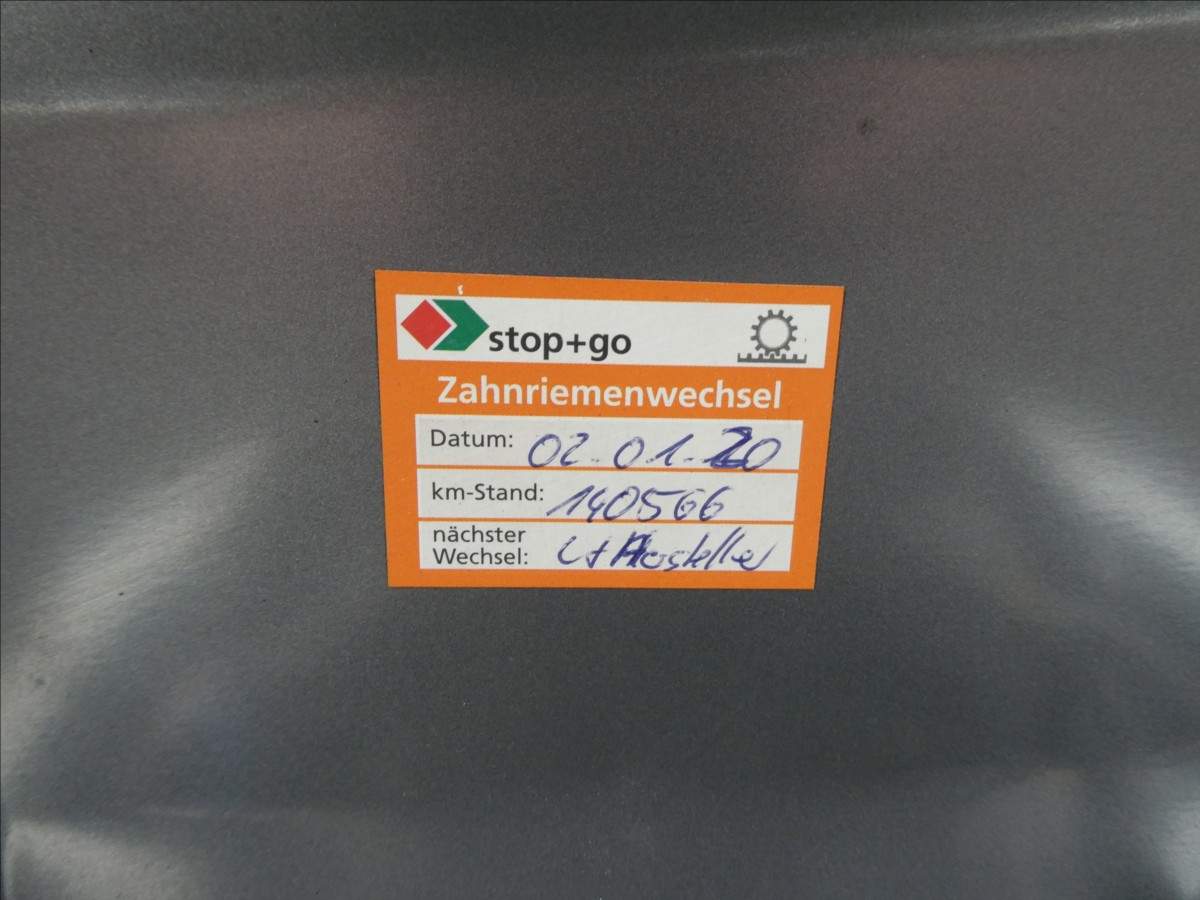 stop+go
Zahnriemenwechsel
Datum: 02.01.20
km-Stand: 140566
nächster
Wechsel: